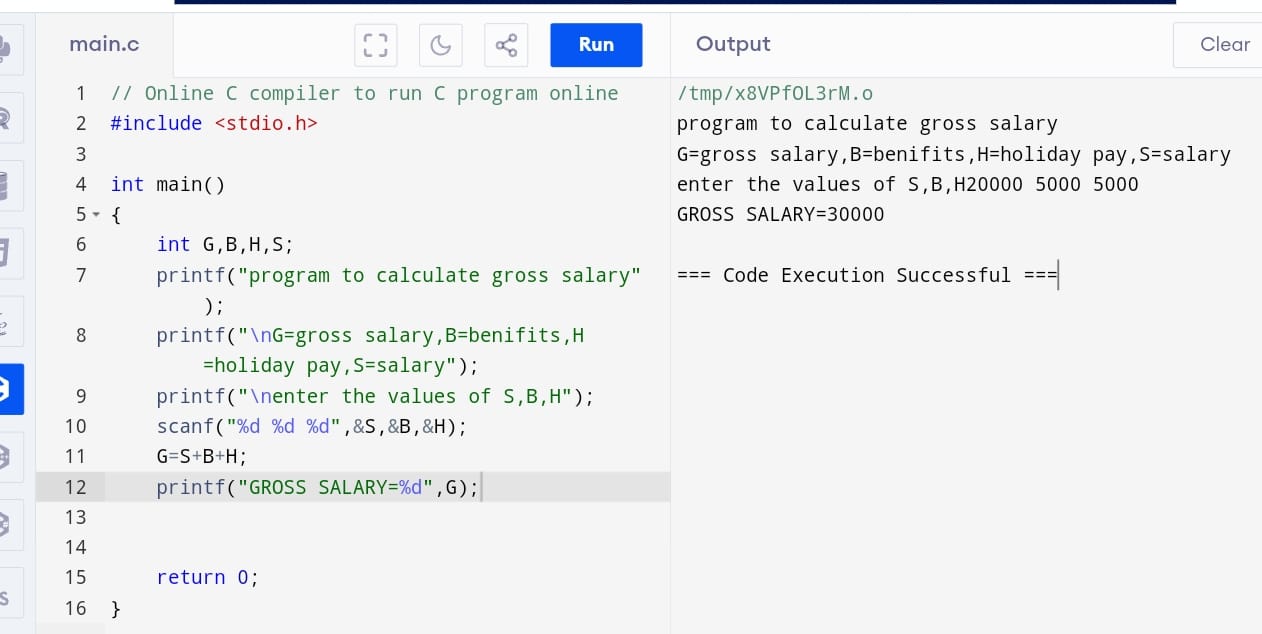 main.c
Run
Output
Clear
1 // Online C compiler to run C program online
2 #include <stdio.h>
3
4 int main()
5 {
6 int G,B,H,S;
7 printf("program to calculate gross salary"
);
8 printf("\nG=gross salary,B=benifits,H
=holiday pay,S=salary");
9 printf("\nenter the values of S,B,H");
10 scanf("%d %d %d",&S,&B,&H);
11 G=S+B+H;
12 printf("GROSS SALARY=%d",G);
13
14
15 return 0;
16 }
/tmp/x8VPfOL3rM.o
program to calculate gross salary
G=gross salary,B=benifits,H=holiday pay,S=salary
enter the values of S,B,H20000 5000 5000
GROSS SALARY=30000
=== Code Execution Successful ===